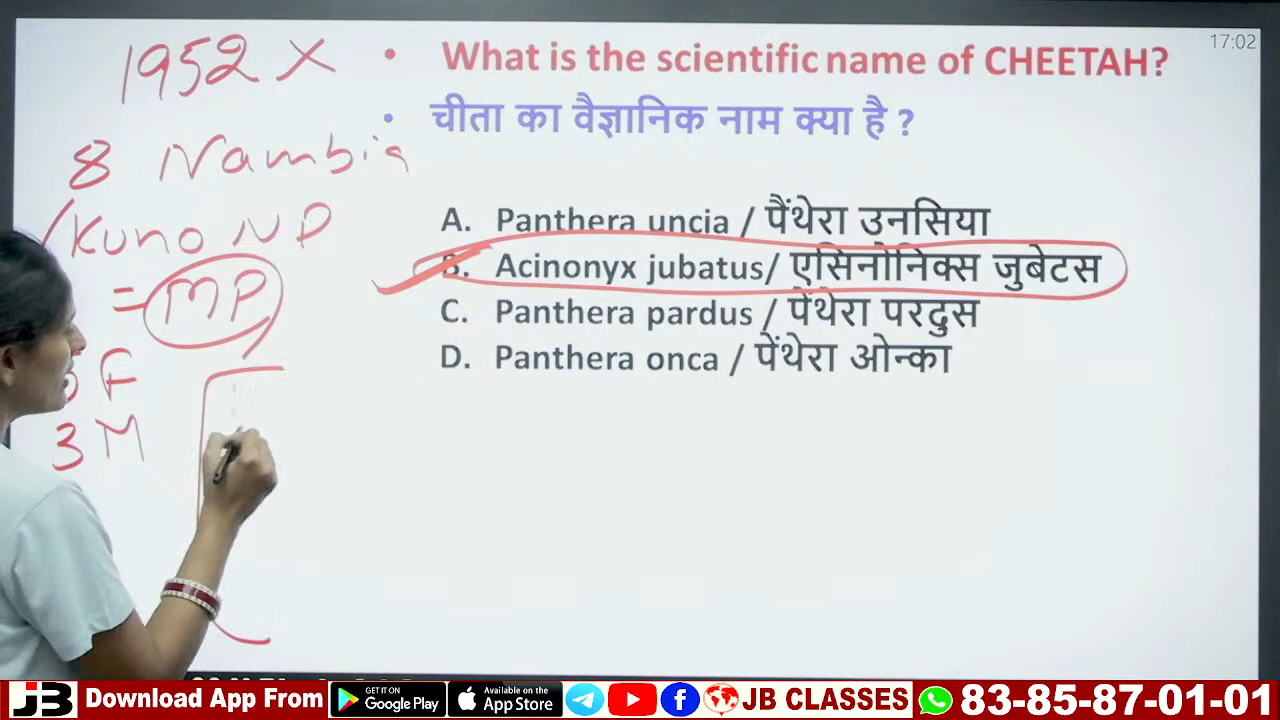 17:02
1952 X
• What is the scientific name of CHEETAH?
• चीता का वैज्ञानिक नाम क्या है ?
8 Nambia
Kuno NP
= MP
F
3 M
A. Panthera uncia / पैंथेरा उनसिया
B. Acinonyx jubatus/ एसिनोनिक्स जुबेटस
C. Panthera pardus / पेंथेरा परदुस
D. Panthera onca / पेंथेरा ओन्का
JB Download App From GET IT ON Google Play Available on the App Store JB CLASSES 83-85-87-01-01